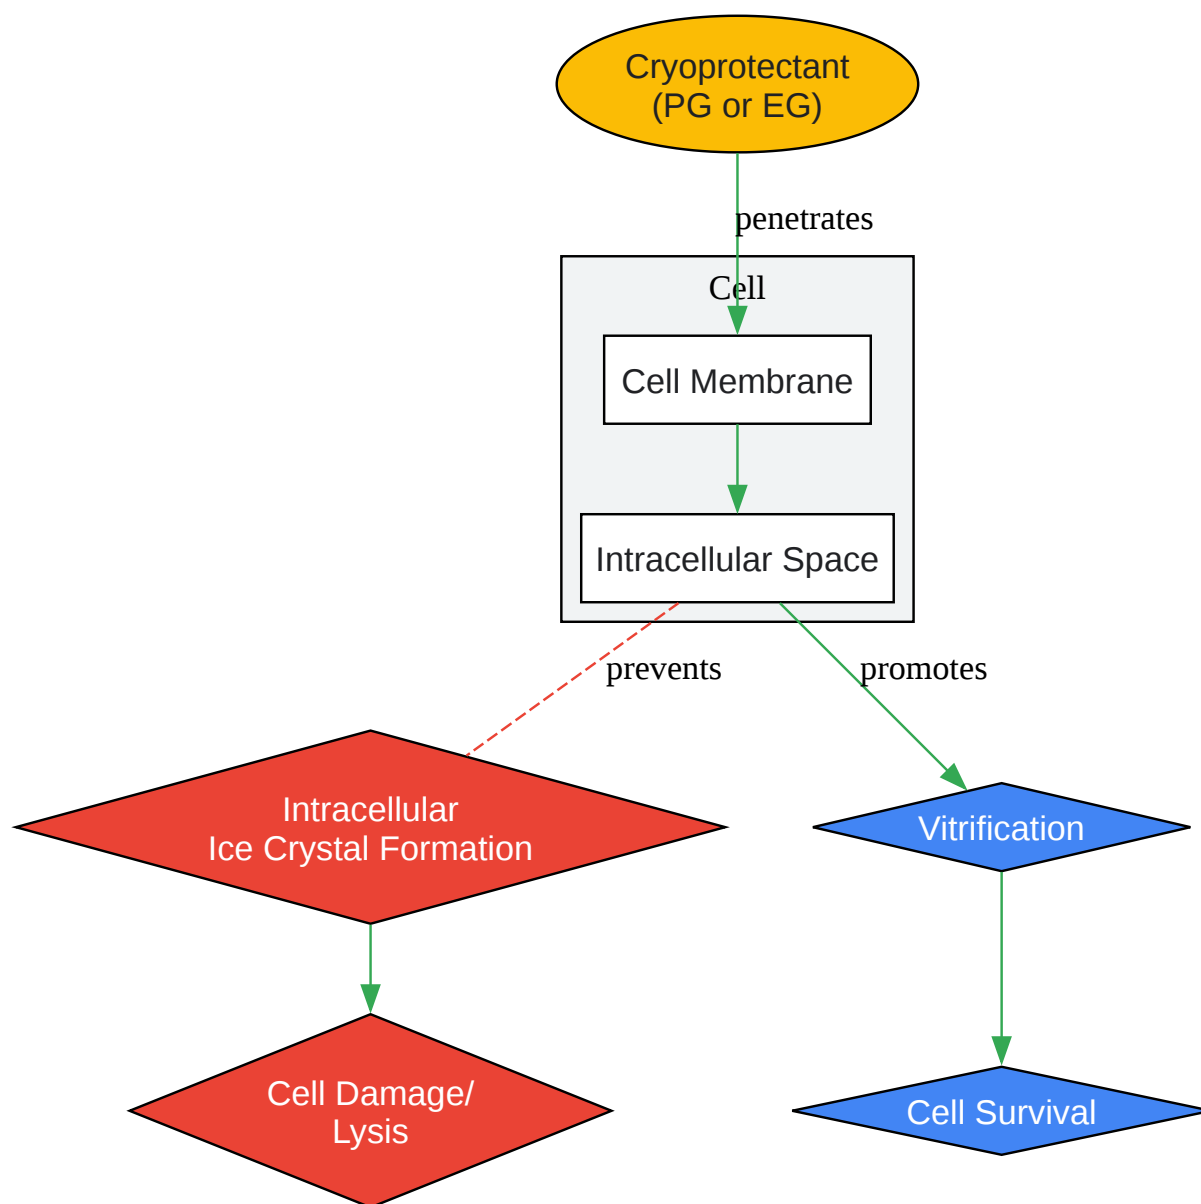 Cryoprotectant
(PG or EG)
penetrates
Cell
Cell Membrane
Intracellular Space
prevents
promotes
Intracellular
Ice Crystal Formation
Vitrification
Cell Damage/
Lysis
Cell Survival